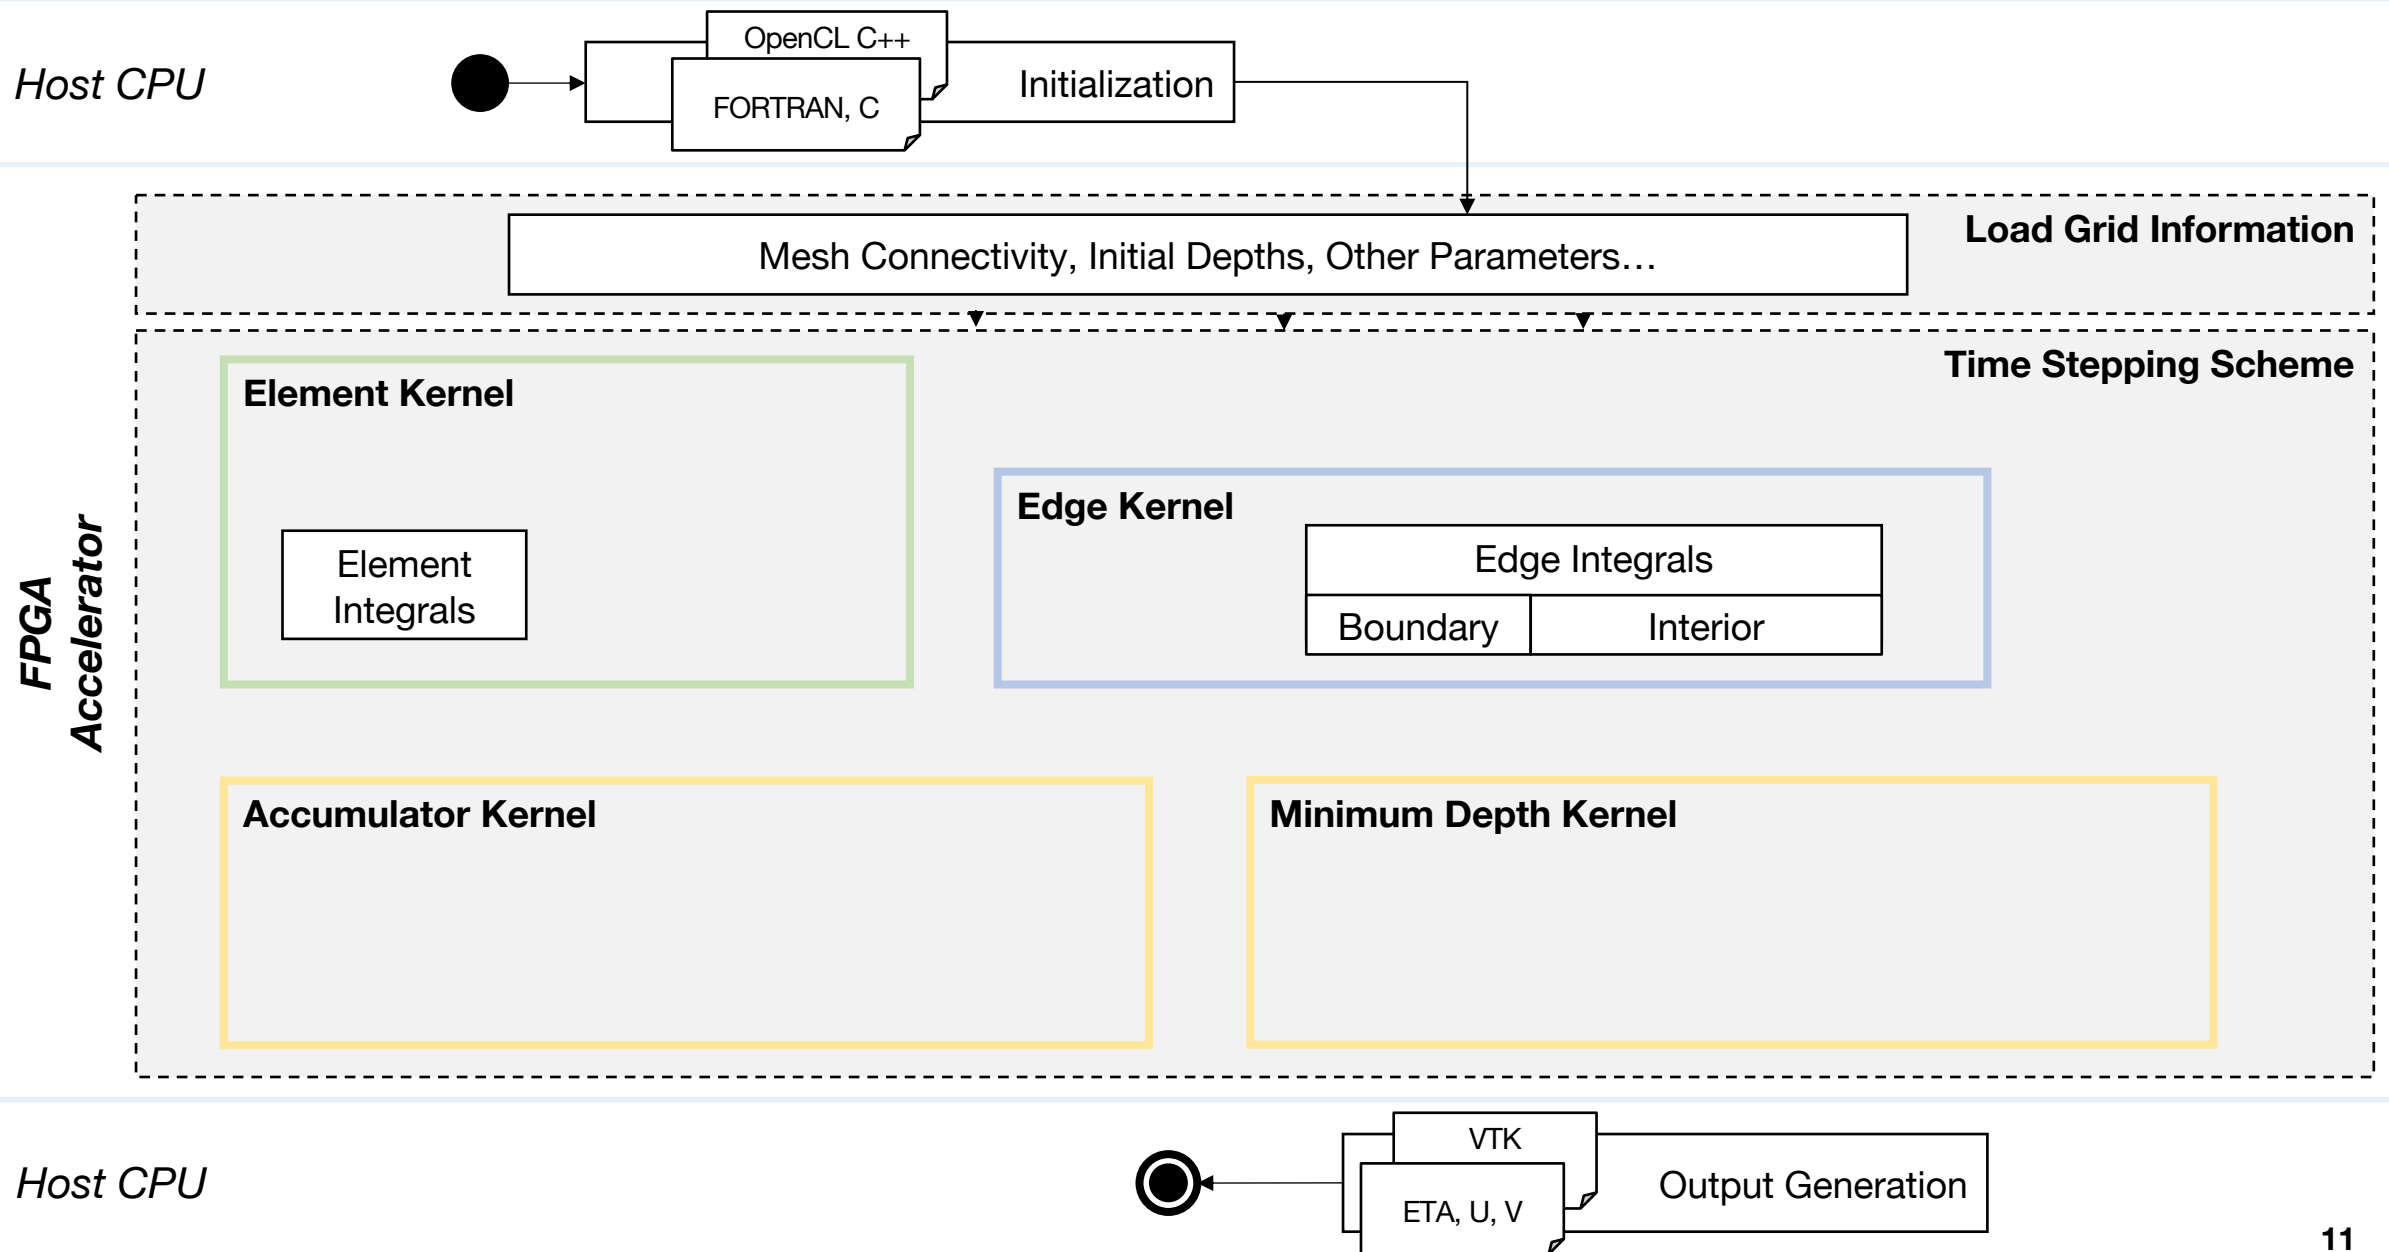 Host CPU
OpenCL C++
FORTRAN, C
Initialization
Load Grid Information
Mesh Connectivity, Initial Depths, Other Parameters…
FPGA
Accelerator
Time Stepping Scheme
Element Kernel
Element
Integrals
Edge Kernel
Edge Integrals
Boundary
Interior
Accumulator Kernel
Minimum Depth Kernel
Host CPU
VTK
ETA, U, V
Output Generation
11